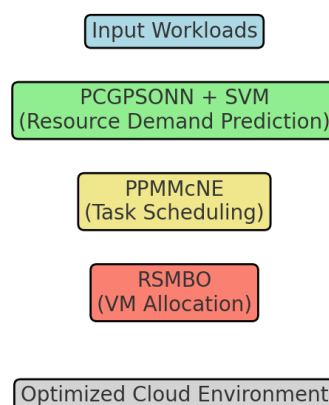 Input Workloads
PCGPSONN + SVM
(Resource Demand Prediction)
PPMMcNE
(Task Scheduling)
RSMBO
(VM Allocation)
Optimized Cloud Environment